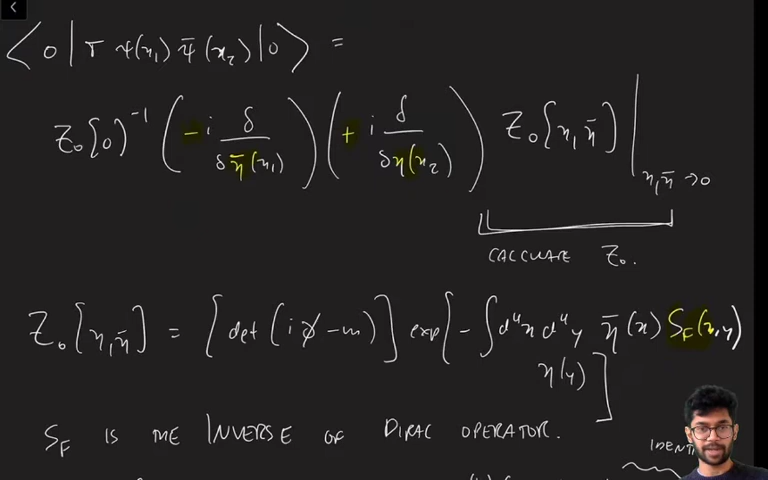 ⟨0|T ψ(x₁) ψ̄(x₂)|0⟩ =
Z₀[0]⁻¹ (-i δ/δη̄(x₁)) (+i δ/δη(x₂)) Z₀[η,η̄] |η,η̄→0
CALCULATE Z₀.
Z₀[η,η̄] = [det(i∂̸-m)] exp[-∫d⁴x d⁴y η̄(x) S_F(x,y)
η(y)]
S_F IS THE INVERSE OF DIRAC OPERATOR.